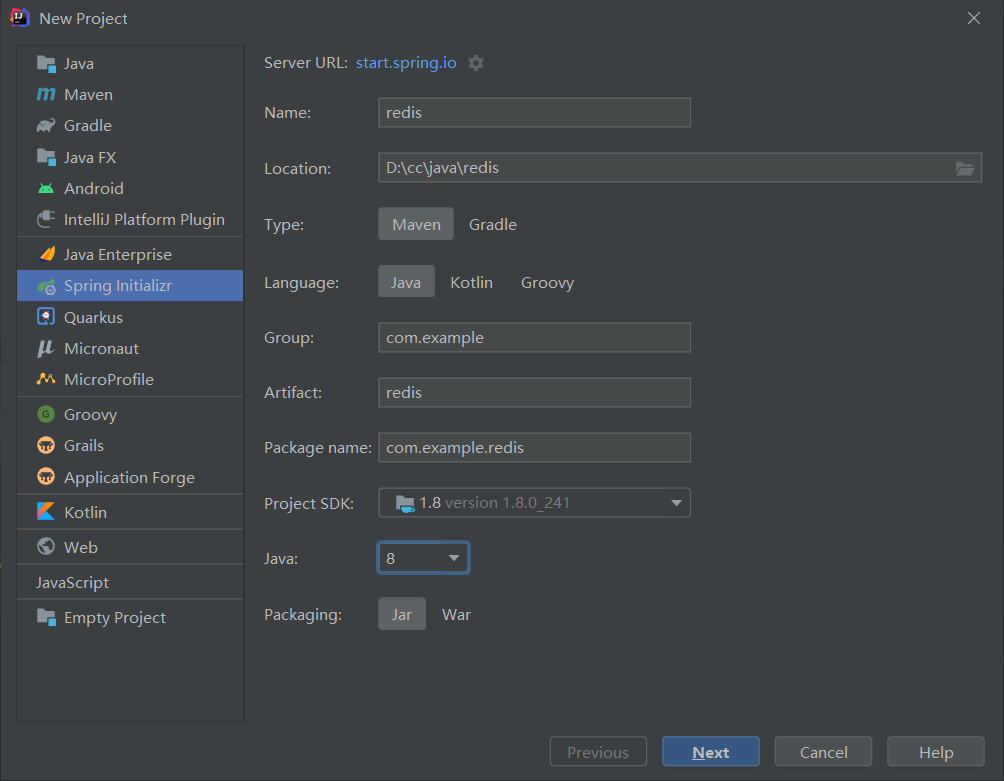 New Project
Java
Maven
Gradle
Java FX
Android
IntelliJ Platform Plugin
Java Enterprise
Spring Initializr
Quarkus
Micronaut
MicroProfile
Groovy
Grails
Application Forge
Kotlin
Web
JavaScript
Empty Project
Server URL: start.spring.io
Name: redis
Location: D:\cc\java\redis
Type: Maven Gradle
Language: Java Kotlin Groovy
Group: com.example
Artifact: redis
Package name: com.example.redis
Project SDK: 1.8 version 1.8.0_241
Java: 8
Packaging: Jar War
Previous Next Cancel Help